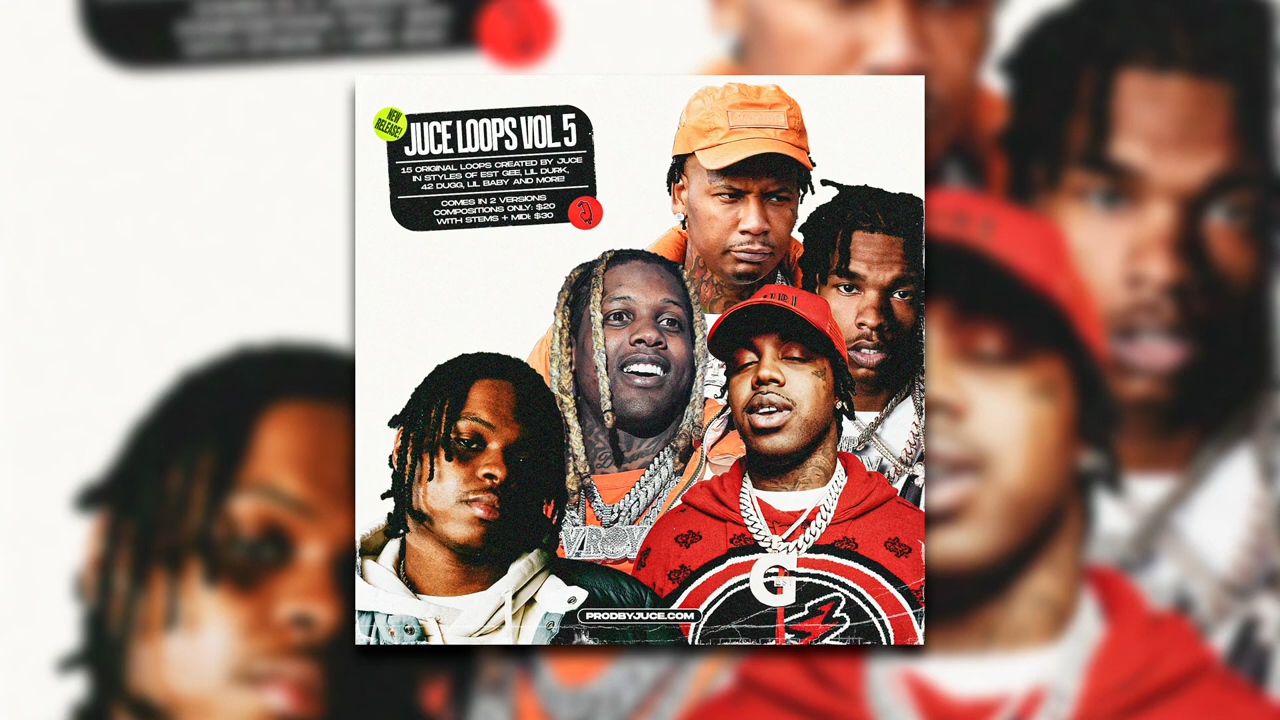 NEW
RELEASE!
JUCE LOOPS VOL 5
15 ORIGINAL LOOPS CREATED BY JUCE
IN STYLES OF EST GEE, LIL DURK,
42 DUGG, LIL BABY AND MORE!
COMES IN 2 VERSIONS
COMPOSITIONS ONLY: $20
WITH STEMS + MIDI: $30
G
PRODBYJUCE.COM